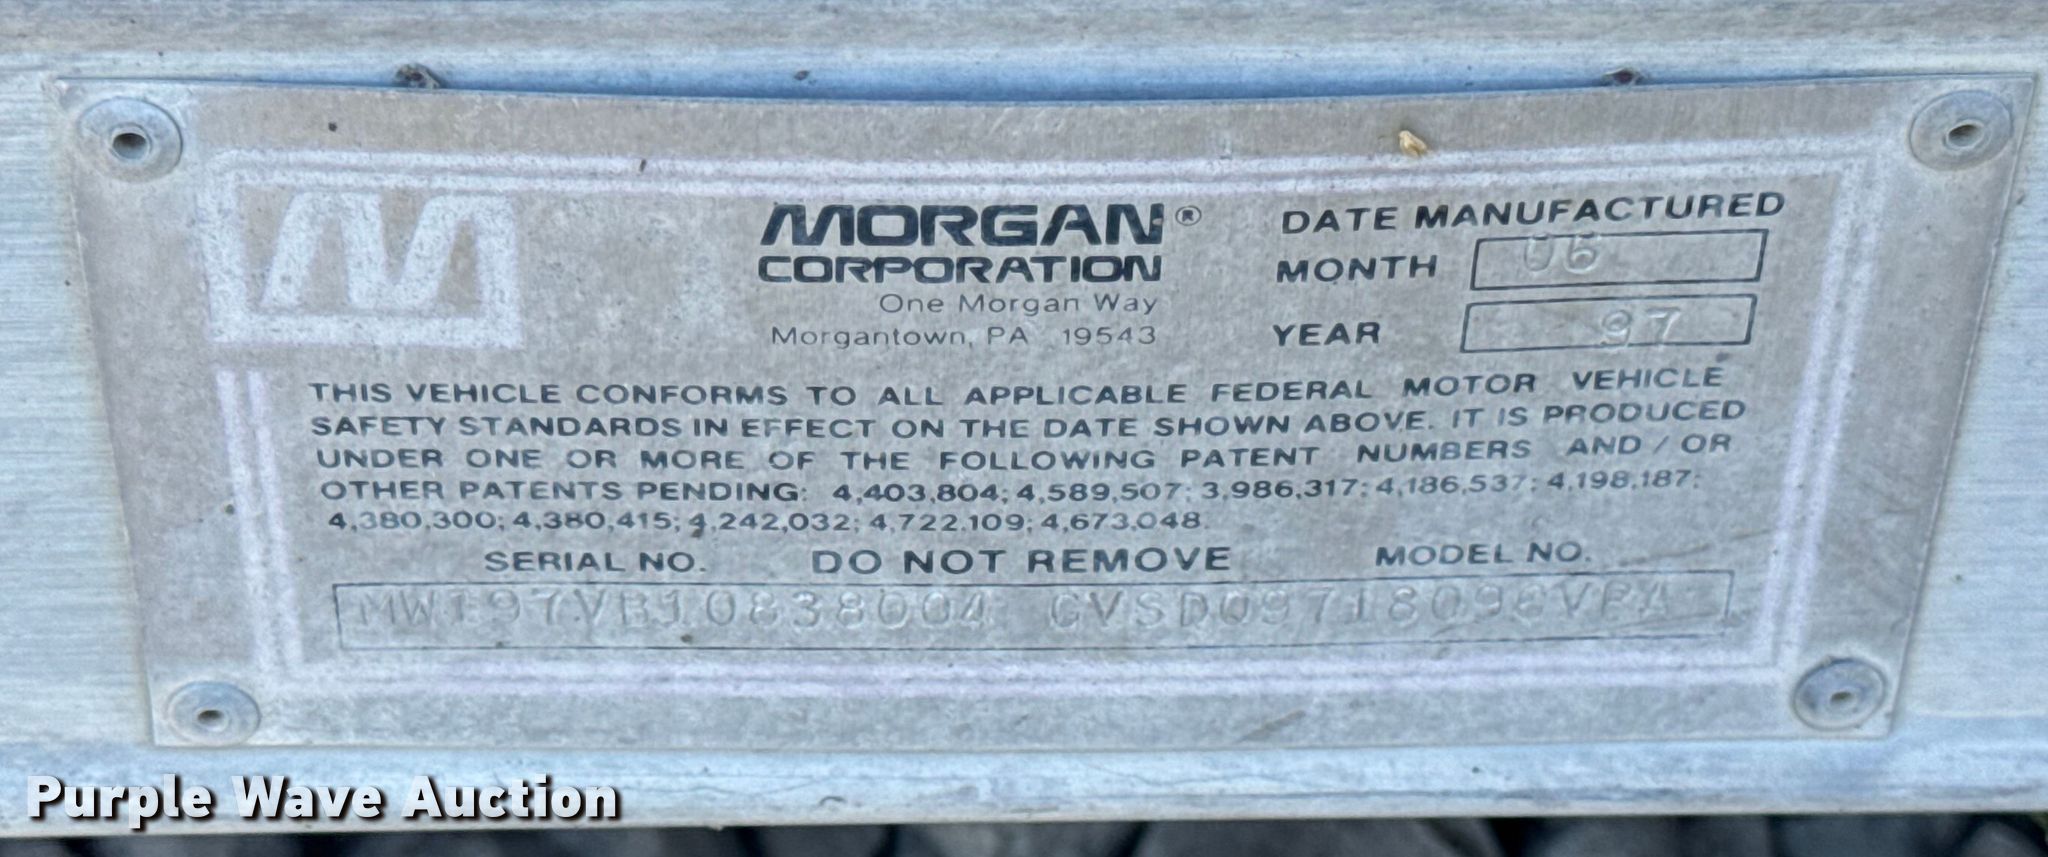 MORGAN®
CORPORATION
One Morgan Way
Morgantown, PA 19543
DATE MANUFACTURED
MONTH 06
YEAR 97
THIS VEHICLE CONFORMS TO ALL APPLICABLE FEDERAL MOTOR VEHICLE
SAFETY STANDARDS IN EFFECT ON THE DATE SHOWN ABOVE. IT IS PRODUCED
UNDER ONE OR MORE OF THE FOLLOWING PATENT NUMBERS AND/OR
OTHER PATENTS PENDING: 4,403,804; 4,589,507; 3,986,317; 4,186,537; 4,198,187;
4,380,300; 4,380,415; 4,242,032; 4,722,109; 4,673,048.
SERIAL NO. DO NOT REMOVE MODEL NO.
MW197VB10838004
Purple Wave Auction